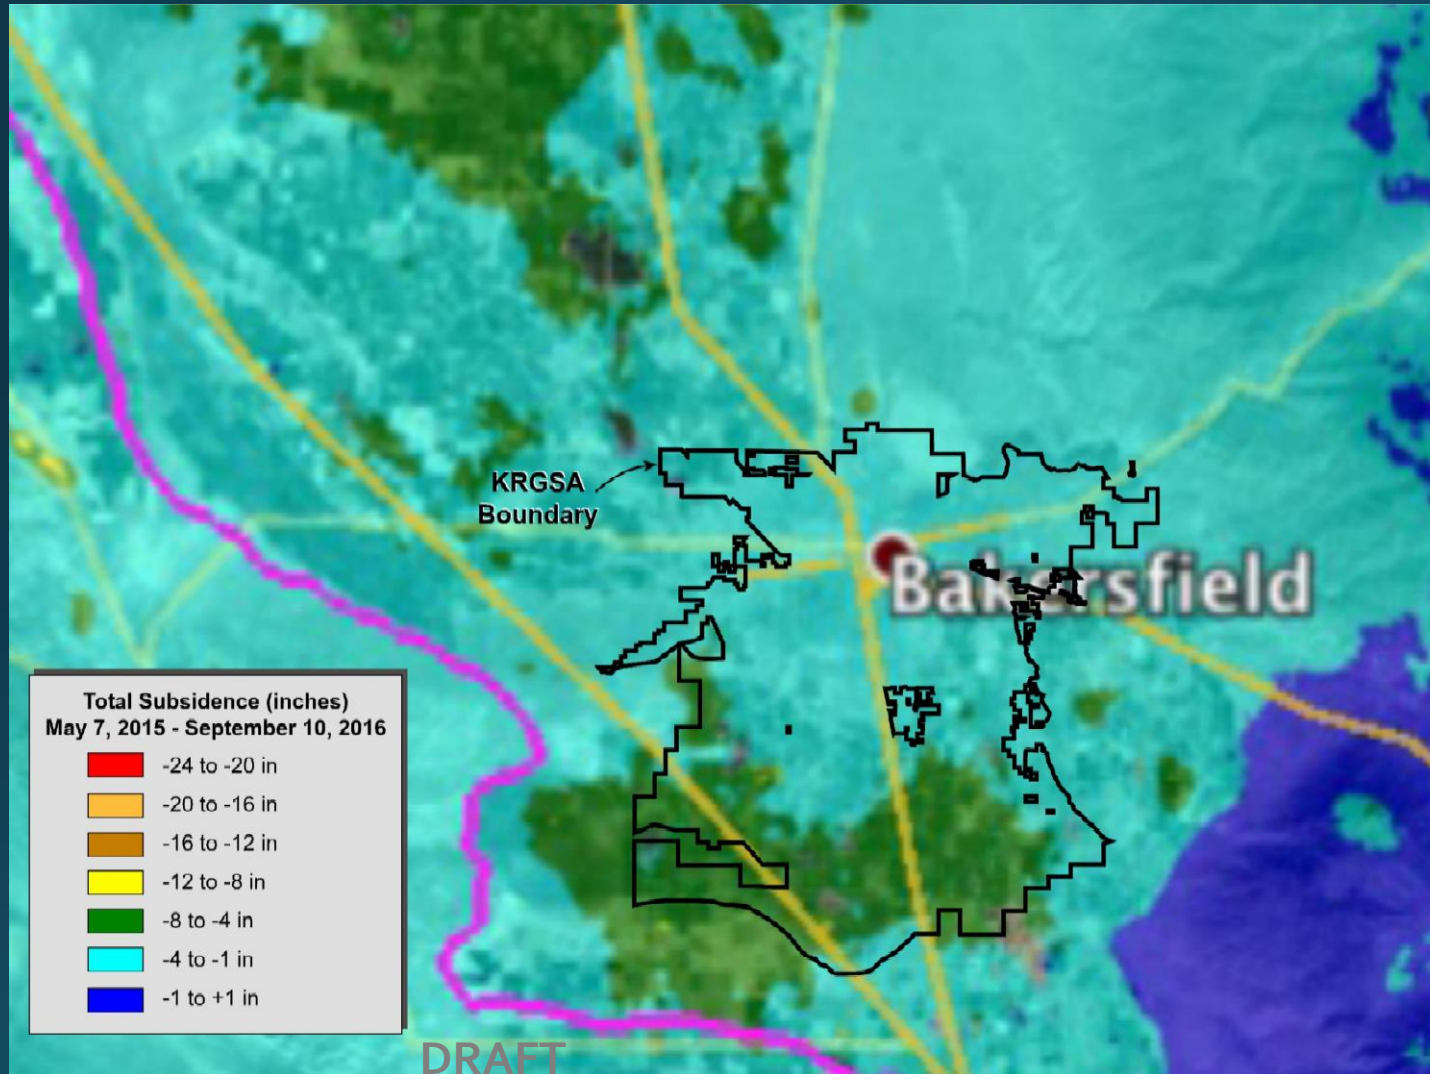 KRGSA
Boundary
Bakersfield
Total Subsidence (inches)
May 7, 2015 - September 10, 2016
-24 to -20 in
-20 to -16 in
-16 to -12 in
-12 to -8 in
-8 to -4 in
-4 to -1 in
-1 to +1 in
DRAFT